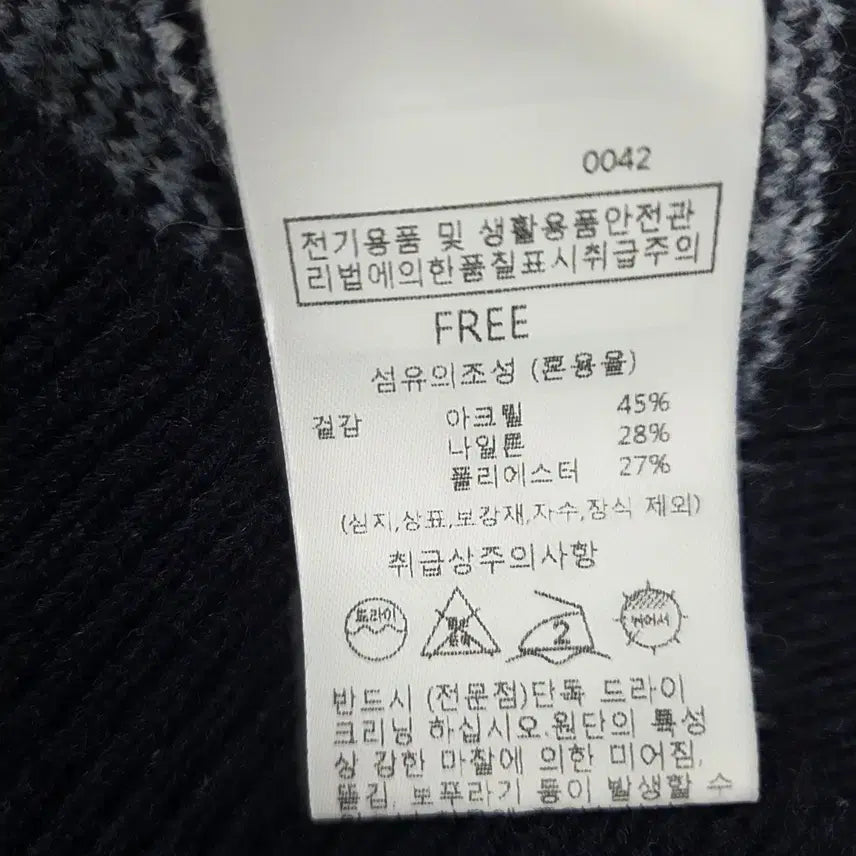 0042
전기용품 및 생활용품안전관
리법에의한품질표시취급주의
FREE
섬유의조성 (혼용율)
겉감 아크릴 45%
나일론 28%
폴리에스터 27%
(심지,상표,보강재,자수,장식 제외)
취급상주의사항
드라이
2
뉘어서
반드시 (전문점)단독 드라이
크리닝 하십시오.원단의 특성
상 강한 마찰에 의한 미어짐,
뜯김, 보푸라기 등이 발생할 수